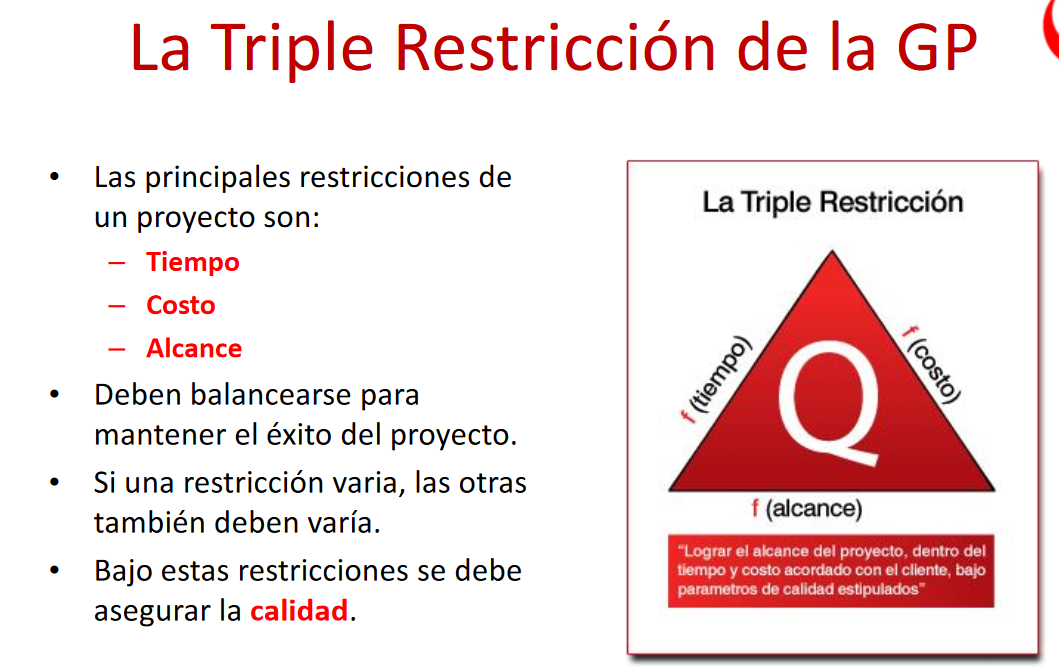 La Triple Restricción de la GP
• Las principales restricciones de
un proyecto son:
– Tiempo
– Costo
– Alcance
• Deben balancearse para
mantener el éxito del proyecto.
• Si una restricción varia, las otras
también deben varía.
• Bajo estas restricciones se debe
asegurar la calidad.
La Triple Restricción
f (tiempo)
f (costo)
Q
f (alcance)
“Lograr el alcance del proyecto, dentro del
tiempo y costo acordado con el cliente, bajo
parametros de calidad estipulados”